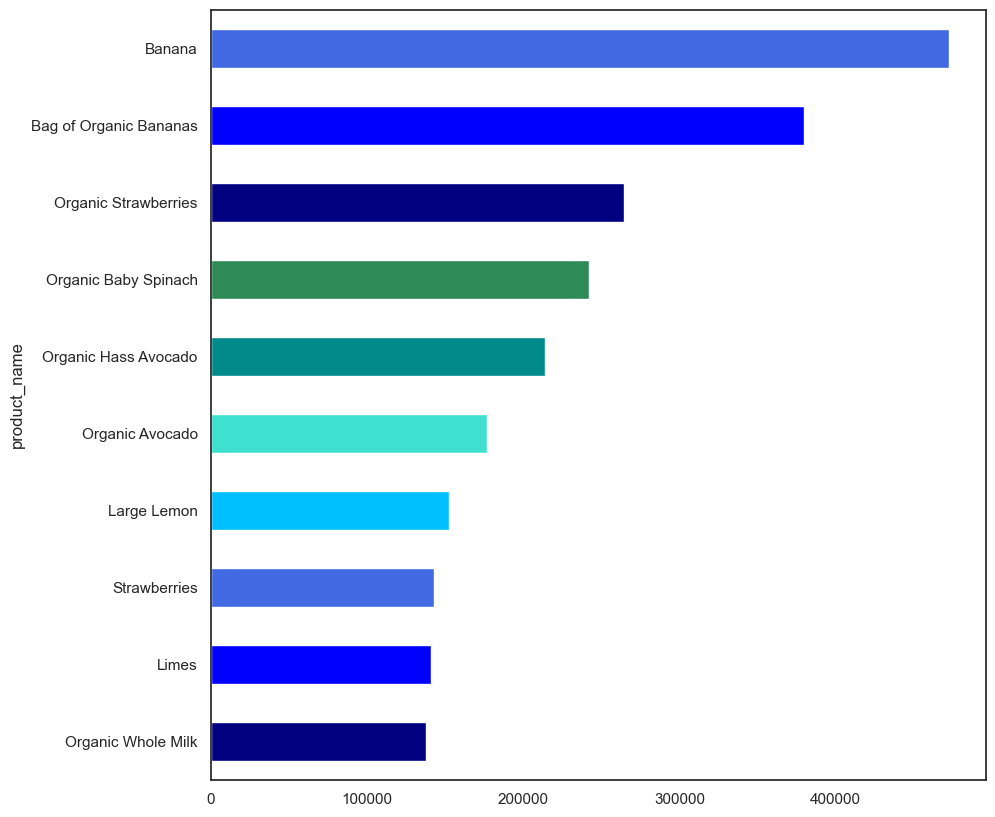 Banana
Bag of Organic Bananas
Organic Strawberries
Organic Baby Spinach
Organic Hass Avocado
product_name
Organic Avocado
Large Lemon
Strawberries
Limes
Organic Whole Milk
0 100000 200000 300000 400000